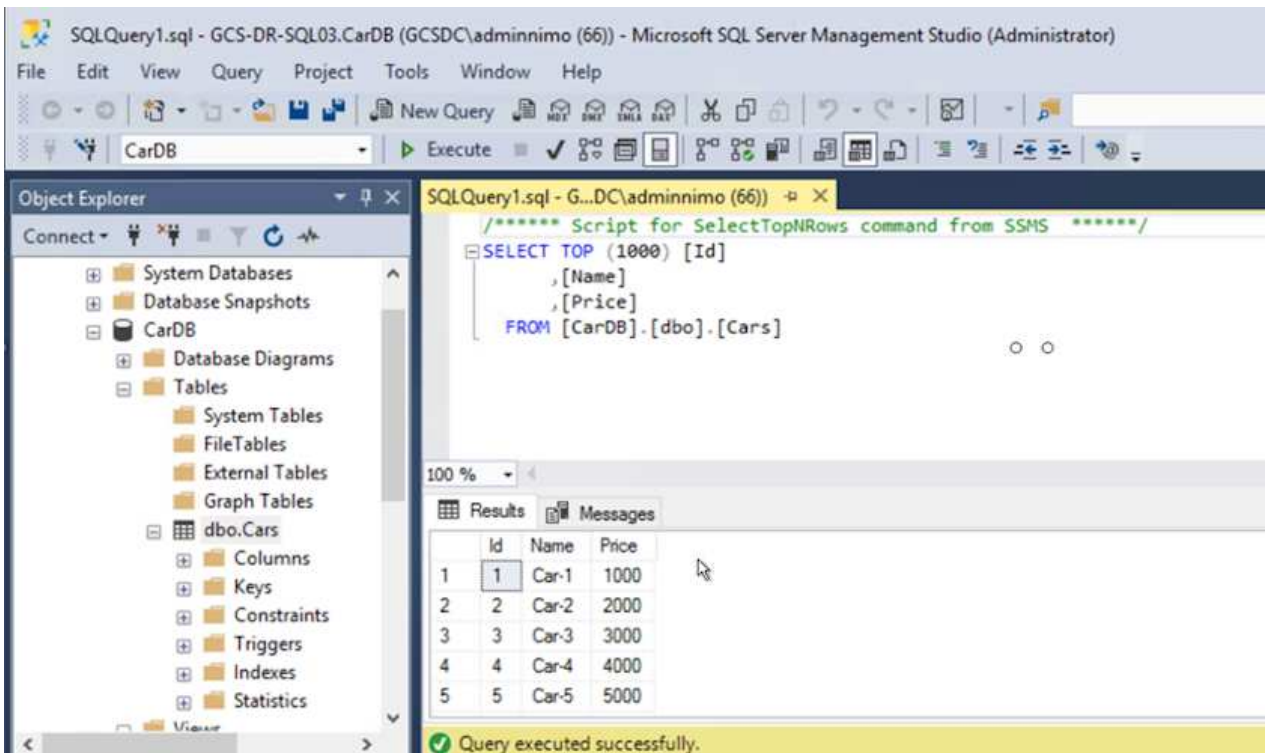 SQLQuery1.sql - GCS-DR-SQL03.CarDB (GCSDC\adminnimo (66)) - Microsoft SQL Server Management Studio (Administrator)
File Edit View Query Project Tools Window Help
New Query MDX DMX XMLA DAX
CarDB Execute
Object Explorer
Connect
System Databases
Database Snapshots
CarDB
Database Diagrams
Tables
System Tables
FileTables
External Tables
Graph Tables
dbo.Cars
Columns
Keys
Constraints
Triggers
Indexes
Statistics
Views
SQLQuery1.sql - G...DC\adminnimo (66))
/****** Script for SelectTopNRows command from SSMS ******/
SELECT TOP (1000) [Id]
,[Name]
,[Price]
FROM [CarDB].[dbo].[Cars]
100 %
Results Messages
Id Name Price
1 1 Car-1 1000
2 2 Car-2 2000
3 3 Car-3 3000
4 4 Car-4 4000
5 5 Car-5 5000
Query executed successfully.